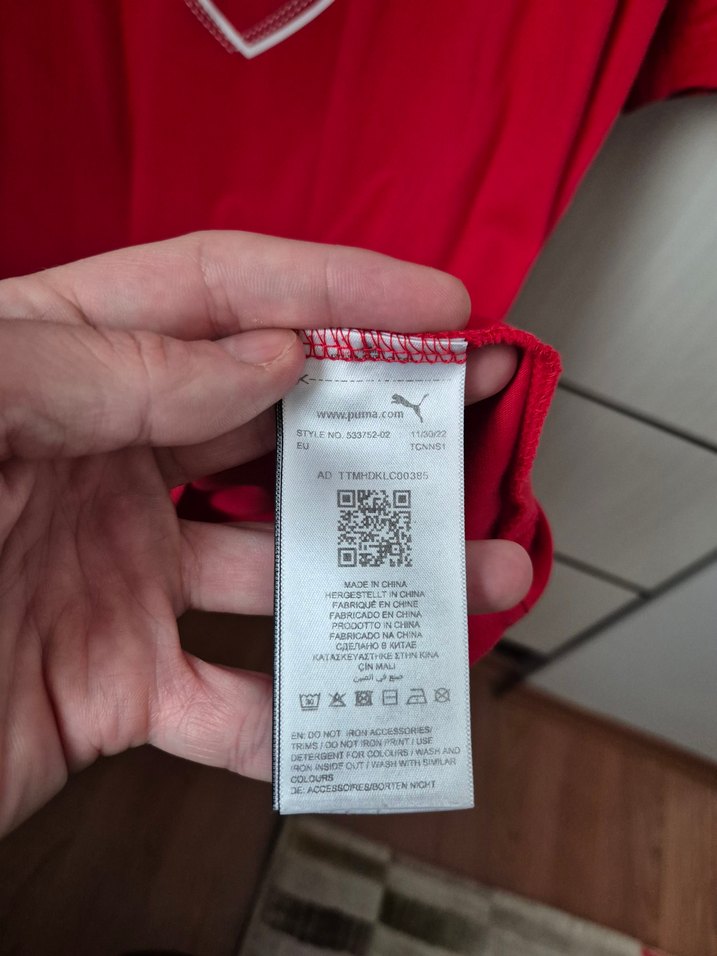 www.puma.com
STYLE NO. 533752-02 11/30/22
EU TCNNS1
AD TTMHDKLC00385
MADE IN CHINA
HERGESTELLT IN CHINA
FABRIQUÉ EN CHINE
FABRICADO EN CHINA
PRODOTTO IN CHINA
FABRICADO NA CHINA
СДЕЛАНО В КИТАЕ
ΚΑΤΑΣΚΕΥΑΣΤΗΚΕ ΣΤΗΝ ΚΙΝΑ
ÇİN MALI
صنع في الصين
EN: DO NOT IRON ACCESSORIES/
TRIMS / DO NOT IRON PRINT / USE
DETERGENT FOR COLOURS / WASH AND
IRON INSIDE OUT / WASH WITH SIMILAR
COLOURS
DE: ACCESSOIRES/BORTEN NICHT